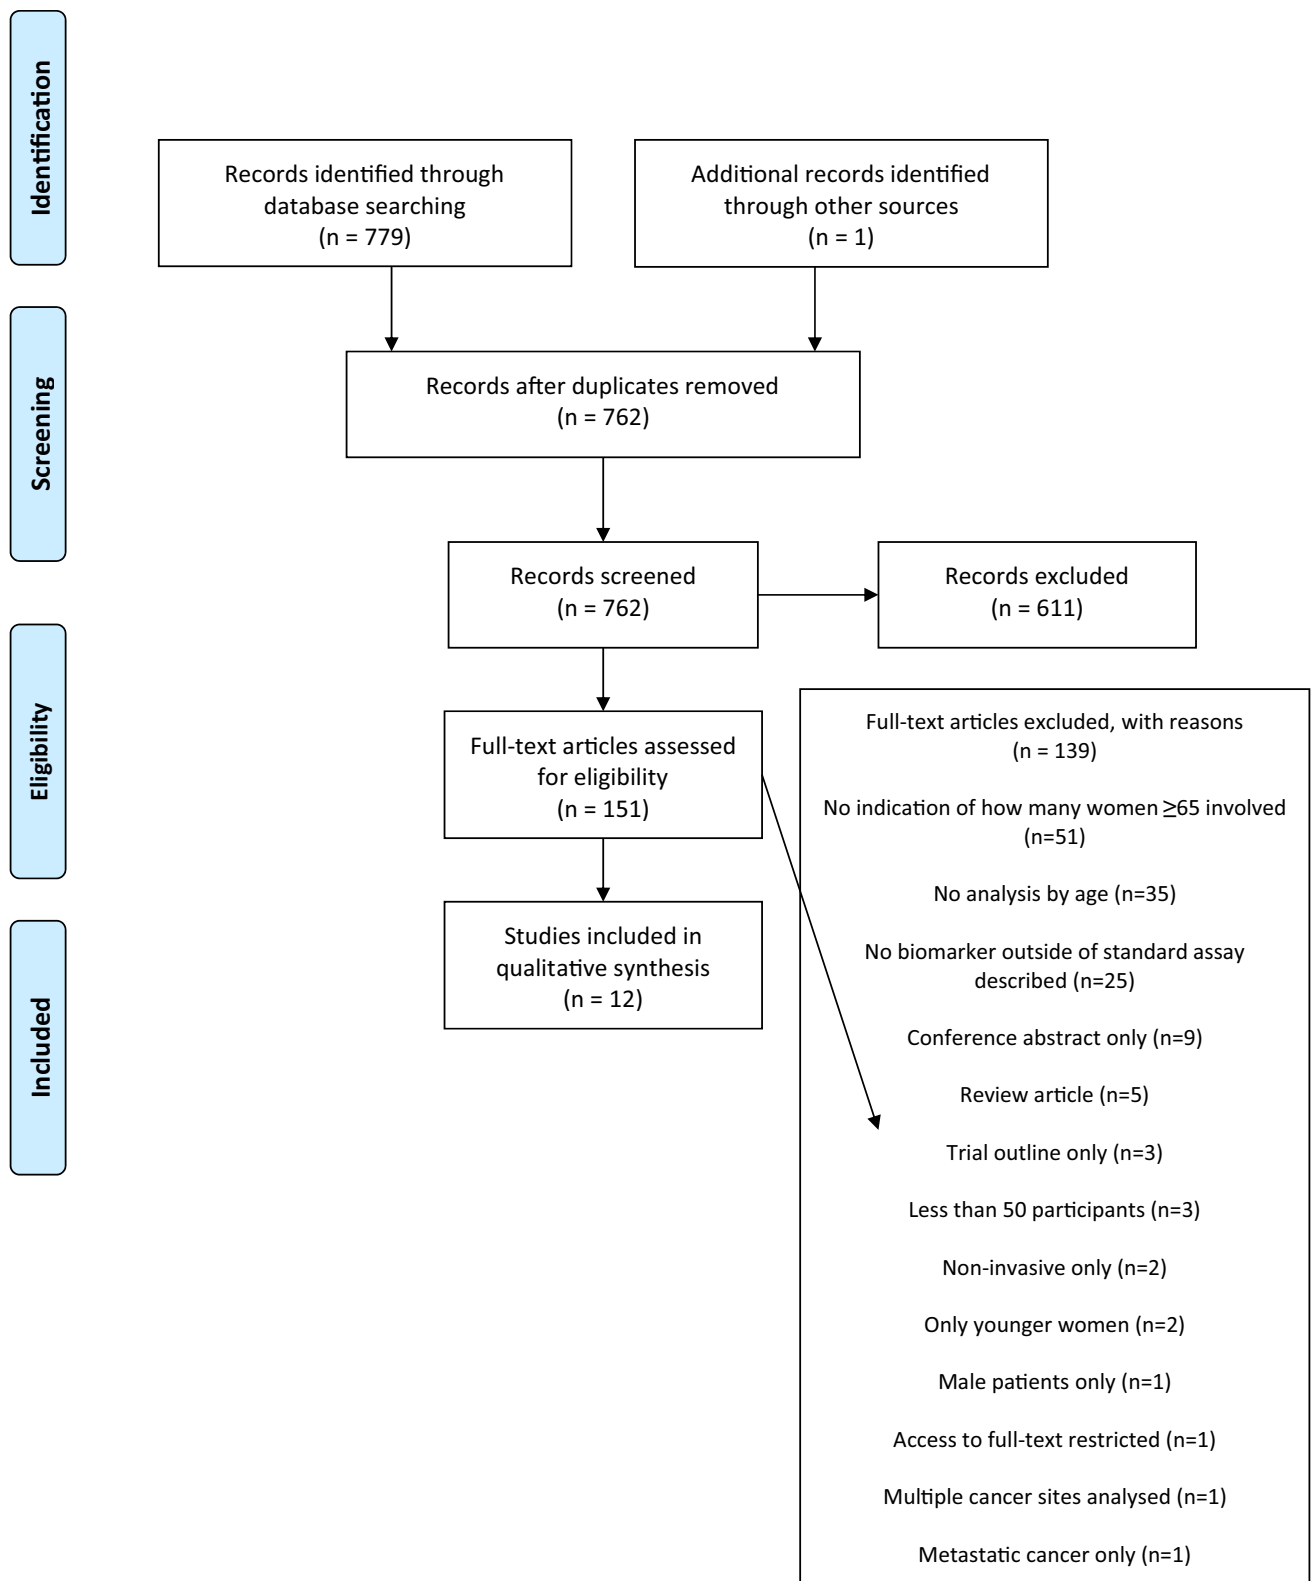 Identification
Records identified through
database searching
(n = 779)
Additional records identified
through other sources
(n = 1)
Screening
Records after duplicates removed
(n = 762)
Records screened
(n = 762)
Records excluded
(n = 611)
Eligibility
Full-text articles assessed
for eligibility
(n = 151)
Full-text articles excluded, with reasons
(n = 139)
No indication of how many women ≥65 involved
(n=51)
No analysis by age (n=35)
No biomarker outside of standard assay
described (n=25)
Conference abstract only (n=9)
Review article (n=5)
Trial outline only (n=3)
Less than 50 participants (n=3)
Non-invasive only (n=2)
Only younger women (n=2)
Male patients only (n=1)
Access to full-text restricted (n=1)
Multiple cancer sites analysed (n=1)
Metastatic cancer only (n=1)
Included
Studies included in
qualitative synthesis
(n = 12)